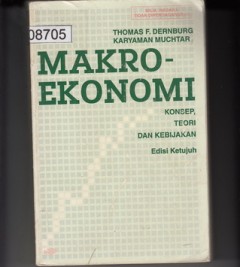 THOMAS F. DERNBURG
KARYAMAN MUCHTAR
08705
MAKRO-
EKONOMI
KONSEP,
TEORI
DAN KEBIJAKAN
Edisi Ketujuh